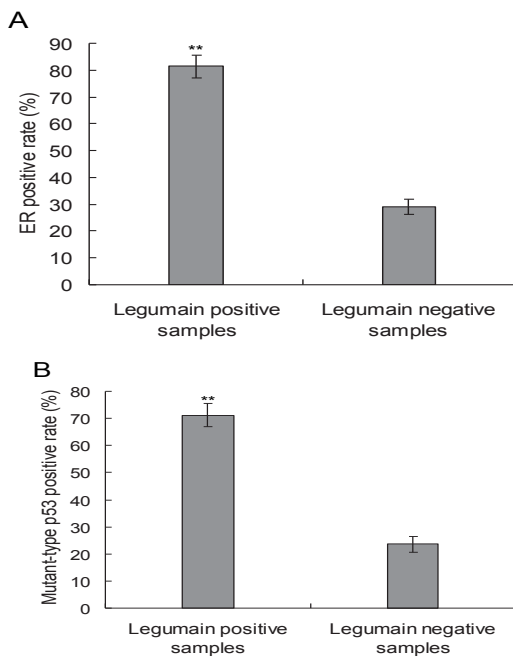 A
ER positive rate (%)
90
80
70
60
50
40
30
20
10
0
**
Legumain positive
samples
Legumain negative
samples
B
Mutant-type p53 positive rate (%)
80
70
60
50
40
30
20
10
0
**
Legumain positive
samples
Legumain negative
samples